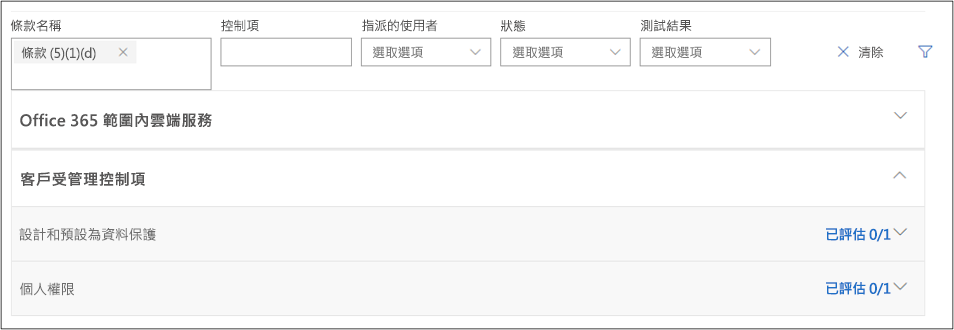 條款名稱 控制項 指派的使用者 狀態 測試結果
條款 (5)(1)(d) 選取選項 選取選項 選取選項 清除
Office 365 範圍內雲端服務
客戶受管理控制項
設計和預設為資料保護 已評估 0/1
個人權限 已評估 0/1